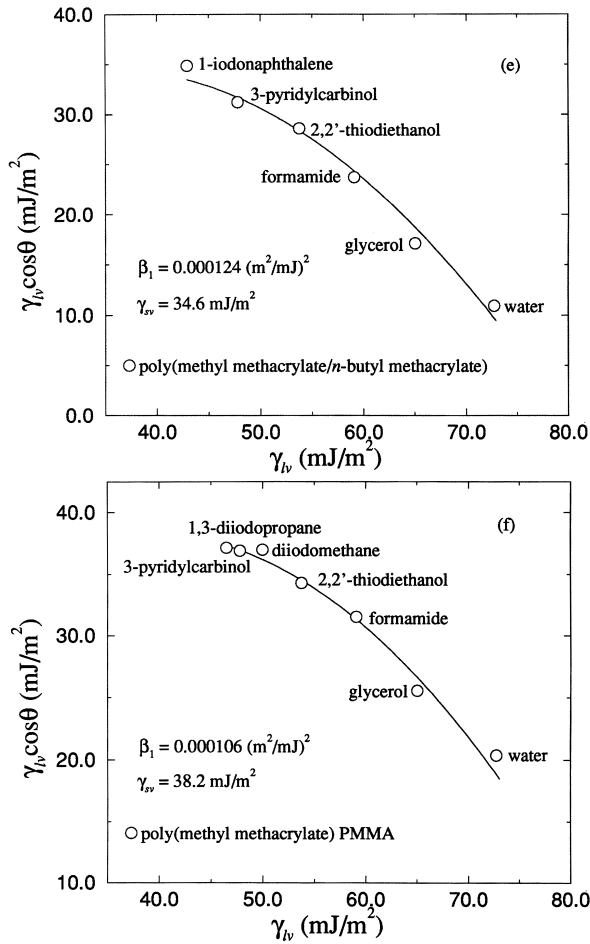 40.0
1-iodonaphthalene
(e)
3-pyridylcarbinol
30.0
2,2'-thiodiethanol
formamide
20.0
glycerol
β₁ = 0.000124 (m²/mJ)²
γₛᵥ = 34.6 mJ/m²
10.0
water
poly(methyl methacrylate/n-butyl methacrylate)
0.0
40.0 50.0 60.0 70.0 80.0
γₗᵥ (mJ/m²)
γₗᵥcosθ (mJ/m²)
40.0
1,3-diiodopropane
(f)
diiodomethane
3-pyridylcarbinol
2,2'-thiodiethanol
formamide
30.0
glycerol
β₁ = 0.000106 (m²/mJ)²
water
20.0
γₛᵥ = 38.2 mJ/m²
poly(methyl methacrylate) PMMA
10.0
40.0 50.0 60.0 70.0 80.0
γₗᵥ (mJ/m²)
γₗᵥcosθ (mJ/m²)